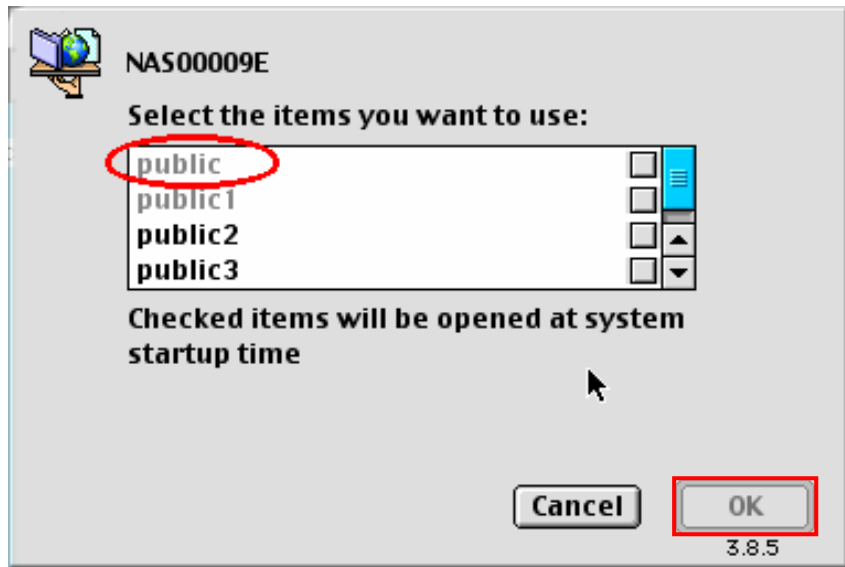 NAS00009E
Select the items you want to use:
public
public1
public2
public3
Checked items will be opened at system
startup time
Cancel
OK
3.8.5